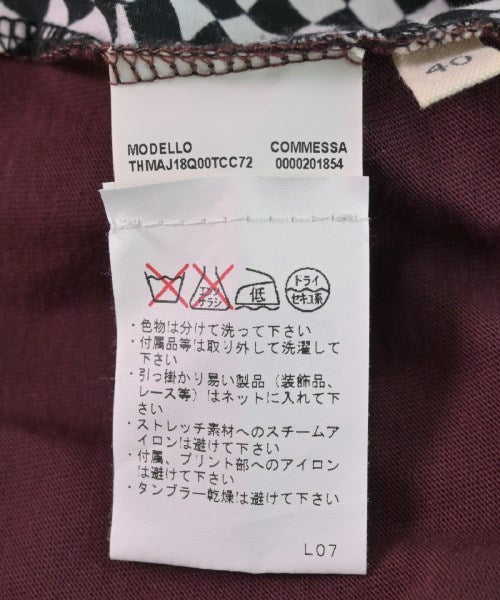 40
MODELLO COMMESSA
THMAJ18Q00TCC72 0000201854
エンソ サラシ 低 ドライ セキユ系
・色物は分けて洗って下さい
・付属品等は取り外して洗濯して
下さい
・引っ掛かり易い製品（装飾品、
レース等）はネットに入れて下
さい
・ストレッチ素材へのスチームア
イロンは避けて下さい
・付属、プリント部へのアイロン
は避けて下さい
・タンブラー乾燥は避けて下さい
L07